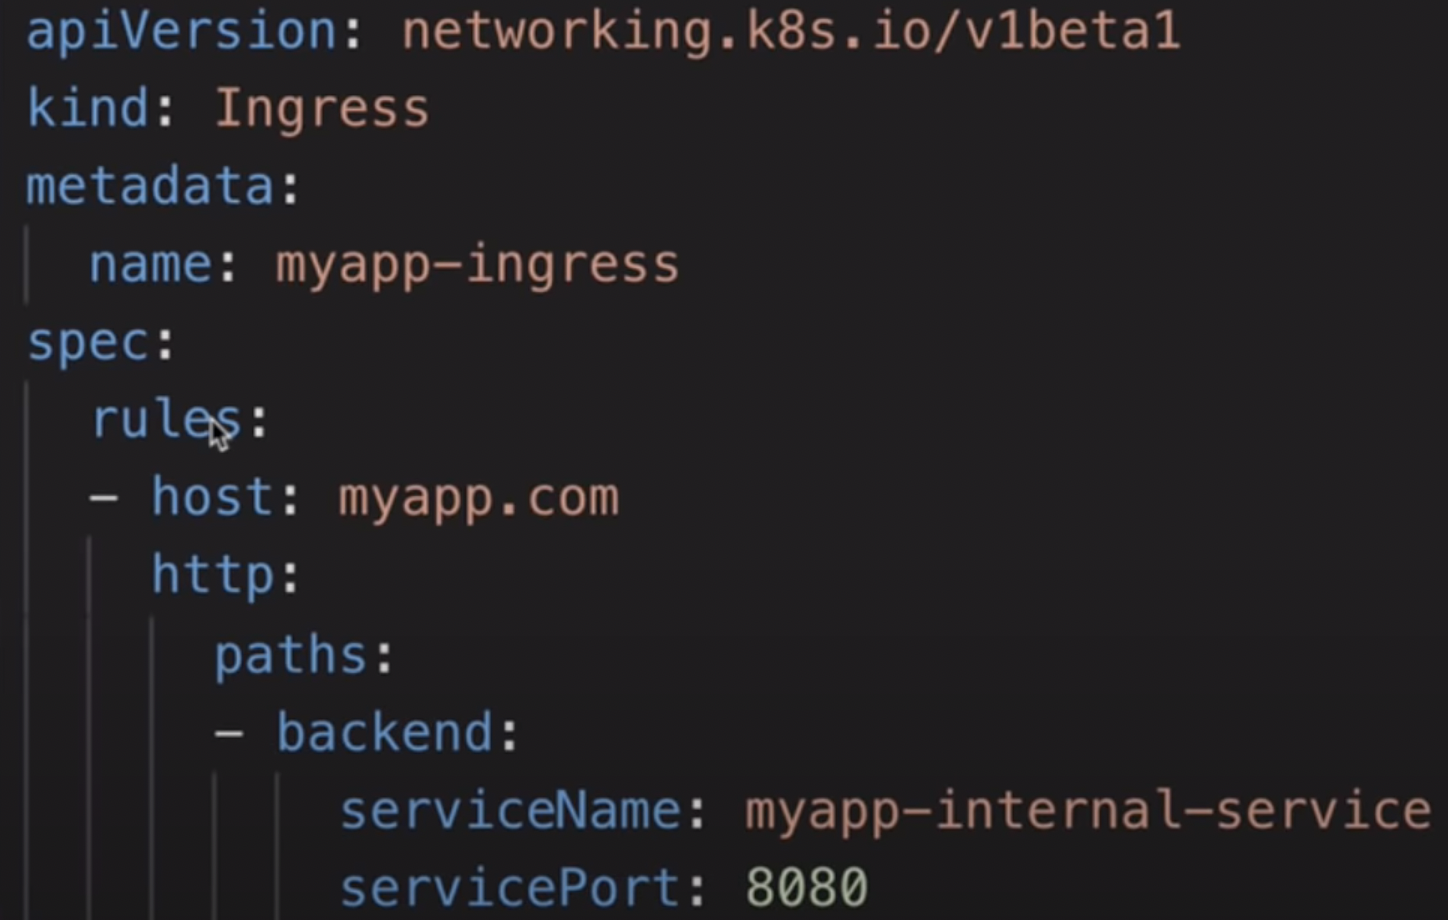 apiVersion: networking.k8s.io/v1beta1
kind: Ingress
metadata:
  name: myapp-ingress
spec:
  rules:
  - host: myapp.com
    http:
      paths:
      - backend:
          serviceName: myapp-internal-service
          servicePort: 8080